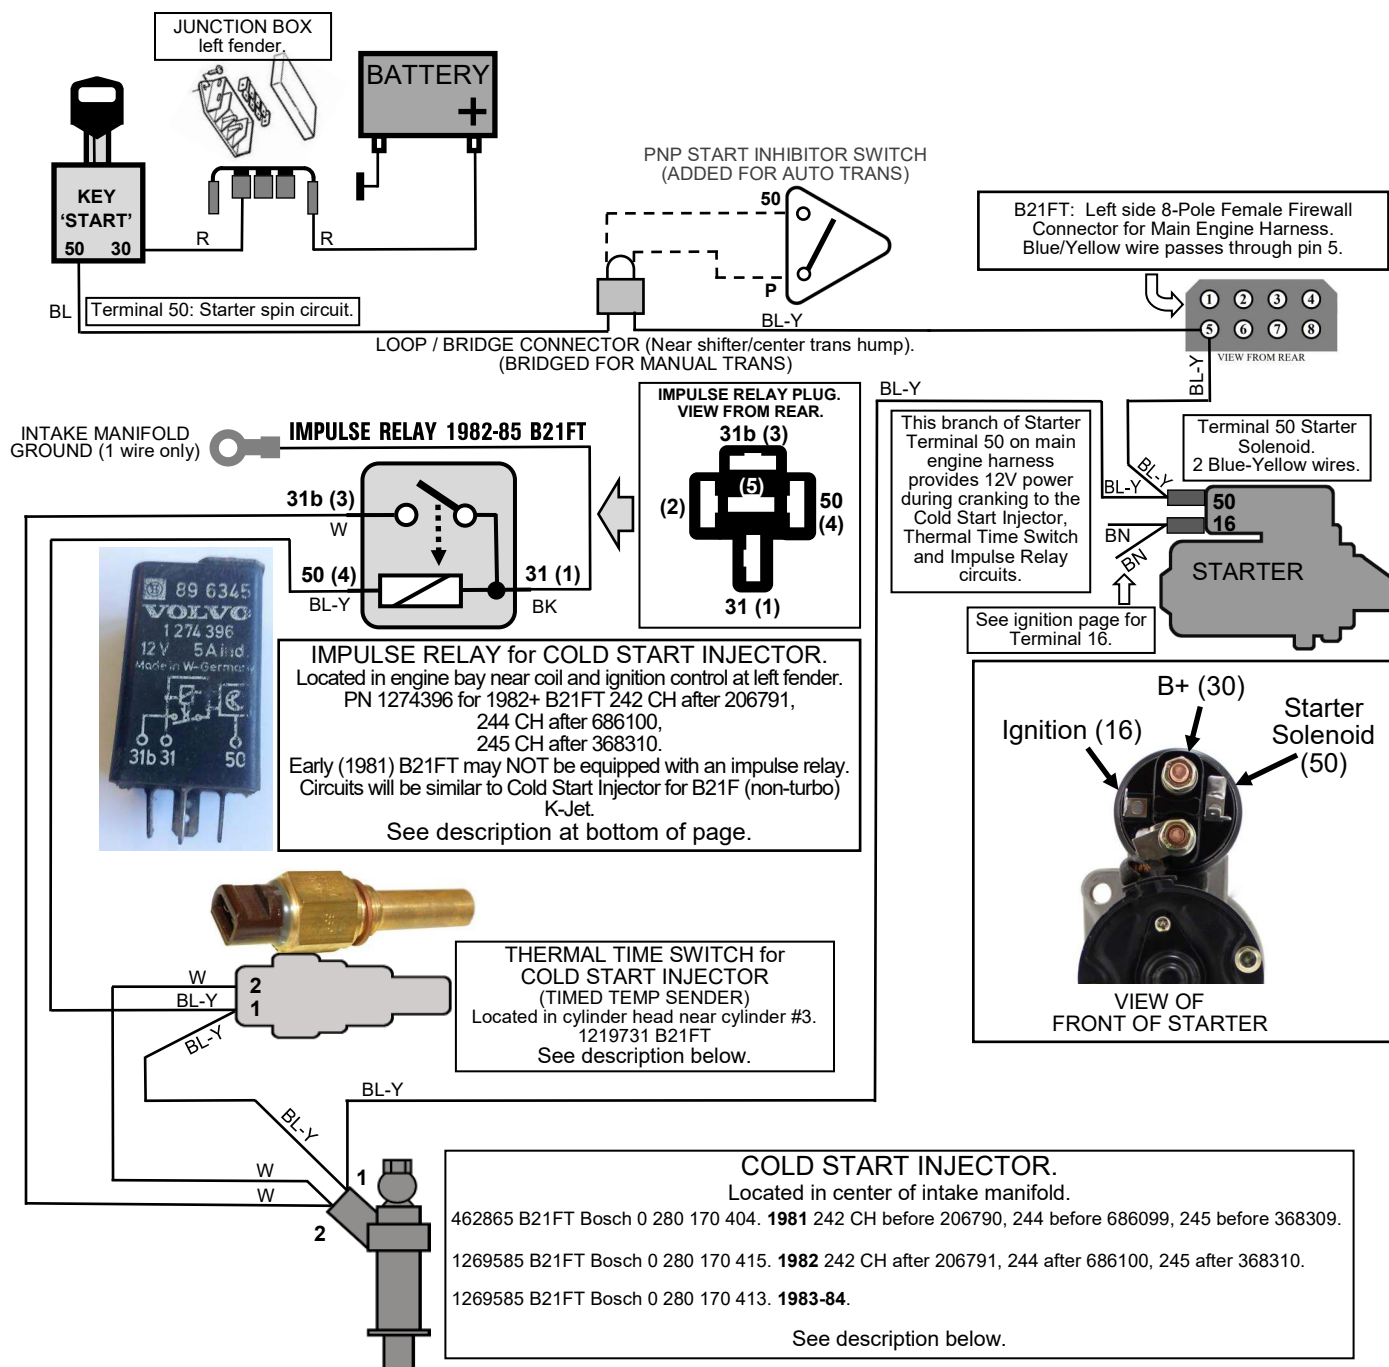 JUNCTION BOX
left fender.
BATTERY
+
KEY
'START'
50 30
R
R
BL
Terminal 50: Starter spin circuit.
PNP START INHIBITOR SWITCH
(ADDED FOR AUTO TRANS)
50
P
BL-Y
LOOP / BRIDGE CONNECTOR (Near shifter/center trans hump).
(BRIDGED FOR MANUAL TRANS)
B21FT: Left side 8-Pole Female Firewall
Connector for Main Engine Harness.
Blue/Yellow wire passes through pin 5.
1 2 3 4
5 6 7 8
VIEW FROM REAR
BL-Y
BL-Y
This branch of Starter
Terminal 50 on main
engine harness
provides 12V power
during cranking to the
Cold Start Injector,
Thermal Time Switch
and Impulse Relay
circuits.
Terminal 50 Starter
Solenoid.
2 Blue-Yellow wires.
BL-Y
BL-Y
50
16
BN
BN
STARTER
See ignition page for
Terminal 16.
INTAKE MANIFOLD
GROUND (1 wire only)
IMPULSE RELAY 1982-85 B21FT
31b (3)
W
50 (4)
BL-Y
31 (1)
BK
IMPULSE RELAY PLUG.
VIEW FROM REAR.
31b (3)
(5)
(2)
50
(4)
31 (1)
89 6345
VOLVO
1 274 396
12 V 5A ind.
Made in W-Germany
31b 31 50
IMPULSE RELAY for COLD START INJECTOR.
Located in engine bay near coil and ignition control at left fender.
PN 1274396 for 1982+ B21FT 242 CH after 206791,
244 CH after 686100,
245 CH after 368310.
Early (1981) B21FT may NOT be equipped with an impulse relay.
Circuits will be similar to Cold Start Injector for B21F (non-turbo)
K-Jet.
See description at bottom of page.
B+ (30)
Ignition (16)
Starter
Solenoid
(50)
VIEW OF
FRONT OF STARTER
W
2
BL-Y
1
BL-Y
THERMAL TIME SWITCH for
COLD START INJECTOR
(TIMED TEMP SENDER)
Located in cylinder head near cylinder #3.
1219731 B21FT
See description below.
BL-Y
BL-Y
W
W
1
2
COLD START INJECTOR.
Located in center of intake manifold.
462865 B21FT Bosch 0 280 170 404. 1981 242 CH before 206790, 244 before 686099, 245 before 368309.
1269585 B21FT Bosch 0 280 170 415. 1982 242 CH after 206791, 244 after 686100, 245 after 368310.
1269585 B21FT Bosch 0 280 170 413. 1983-84.
See description below.